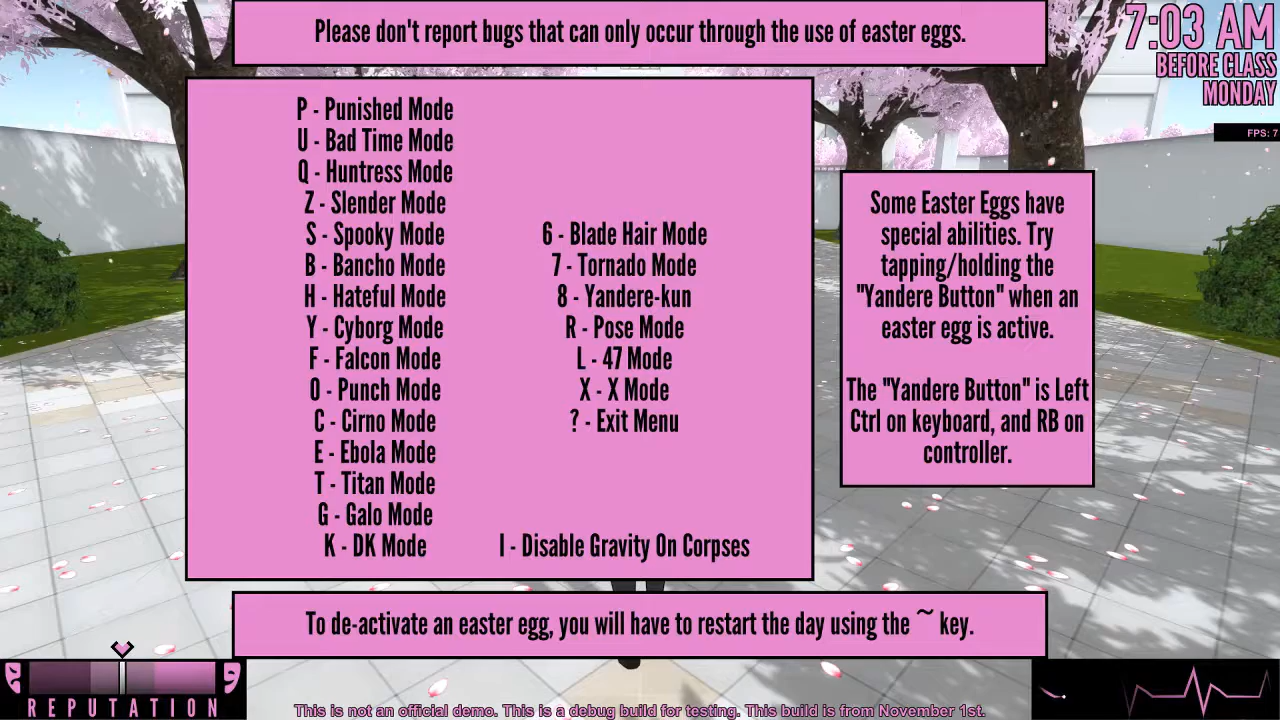 Please don't report bugs that can only occur through the use of easter eggs.
7:03 AM
BEFORE CLASS
MONDAY
FPS: 7
P - Punished Mode
U - Bad Time Mode
Q - Huntress Mode
Z - Slender Mode
S - Spooky Mode
B - Bancho Mode
H - Hateful Mode
Y - Cyborg Mode
F - Falcon Mode
O - Punch Mode
C - Cirno Mode
E - Ebola Mode
T - Titan Mode
G - Galo Mode
K - DK Mode
6 - Blade Hair Mode
7 - Tornado Mode
8 - Yandere-kun
R - Pose Mode
L - 47 Mode
X - X Mode
? - Exit Menu
I - Disable Gravity On Corpses
Some Easter Eggs have
special abilities. Try
tapping/holding the
"Yandere Button" when an
easter egg is active.
The "Yandere Button" is Left
Ctrl on keyboard, and RB on
controller.
To de-activate an easter egg, you will have to restart the day using the ~ key.
REPUTATION
This is not an official demo. This is a debug build for testing. This build is from November 1st.